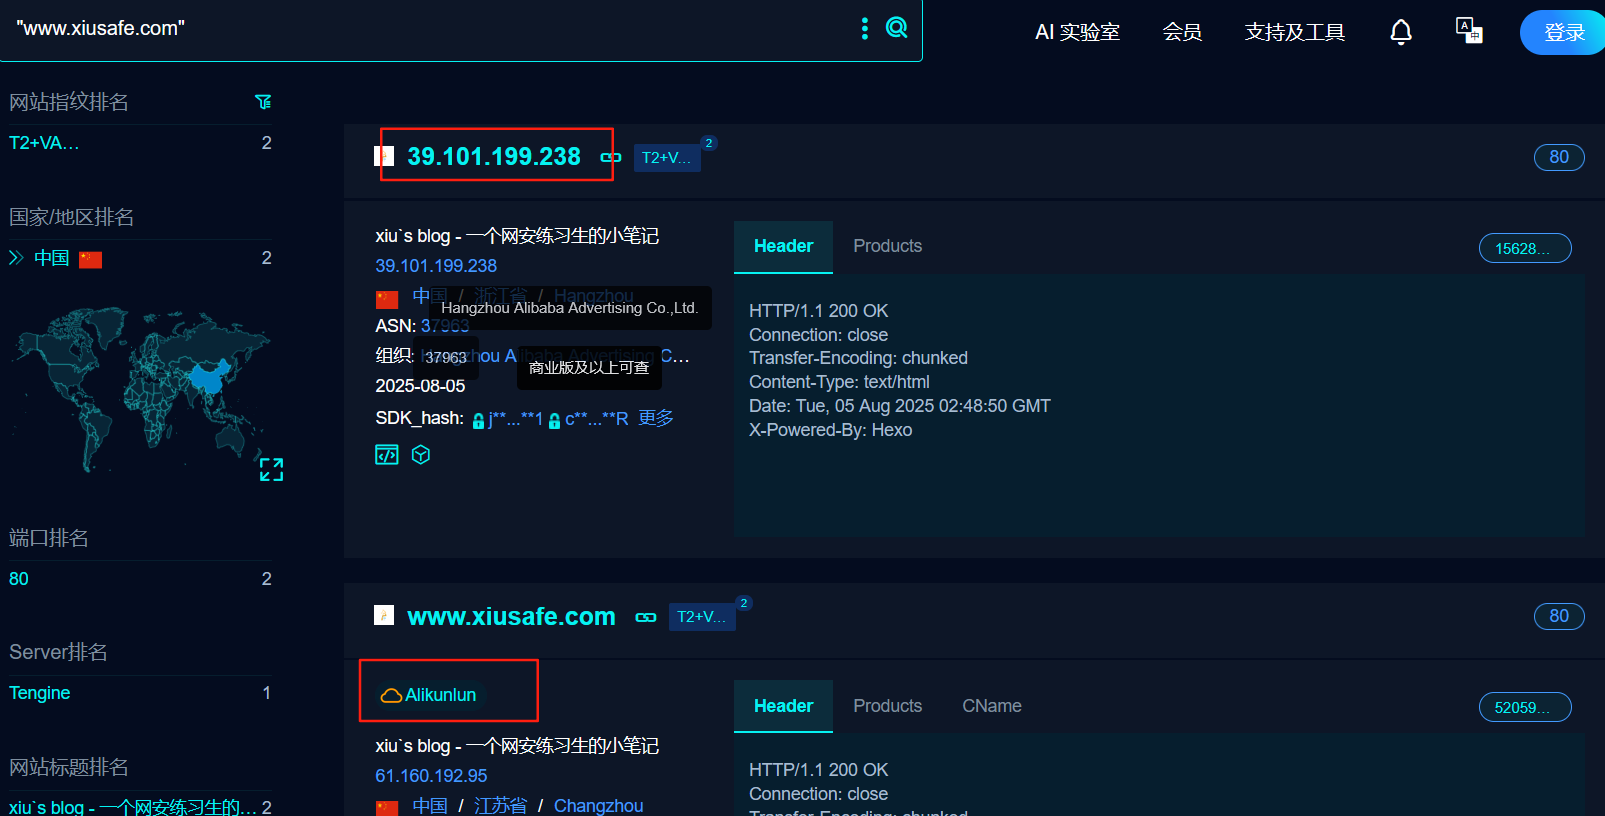 "www.xiusafe.com"
AI 实验室
会员
支持及工具
登录
网站指纹排名
T2+VA...
2
国家/地区排名
中国
2
端口排名
80
2
Server排名
Tengine
1
网站标题排名
xiu`s blog - 一个网安练习生的...
2
39.101.199.238
T2+V...
2
80
xiu`s blog - 一个网安练习生的小笔记
39.101.199.238
中国 / 浙江省 / Hangzhou
Hangzhou Alibaba Advertising Co.,Ltd.
ASN: 37963
组织: Hangzhou Alibaba Advertising C...
37963
商业版及以上可查
2025-08-05
SDK_hash: j**...**1 c**...**R 更多
Header
Products
15628...
HTTP/1.1 200 OK
Connection: close
Transfer-Encoding: chunked
Content-Type: text/html
Date: Tue, 05 Aug 2025 02:48:50 GMT
X-Powered-By: Hexo
www.xiusafe.com
T2+V...
2
80
Alikunlun
xiu`s blog - 一个网安练习生的小笔记
61.160.192.95
中国 / 江苏省 / Changzhou
Header
Products
CName
52059...
HTTP/1.1 200 OK
Connection: close
Transfer-Encoding: chunked